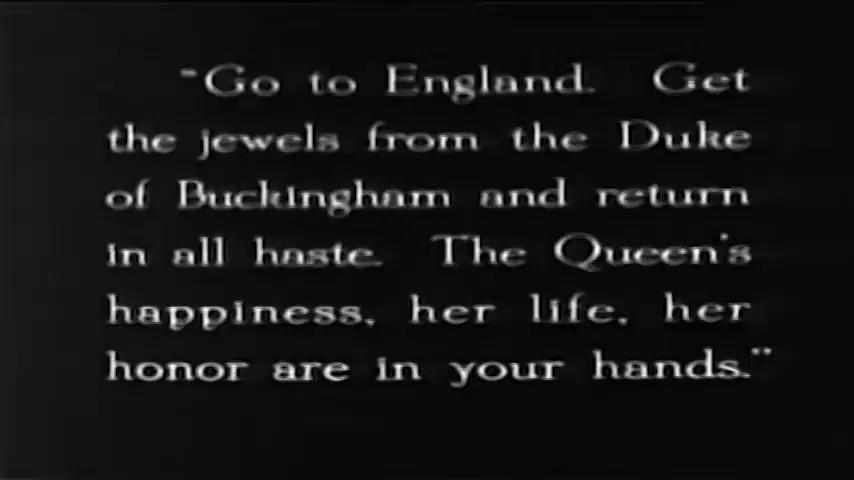 "Go to England. Get
the jewels from the Duke
of Buckingham and return
in all haste. The Queen's
happiness, her life, her
honor are in your hands."